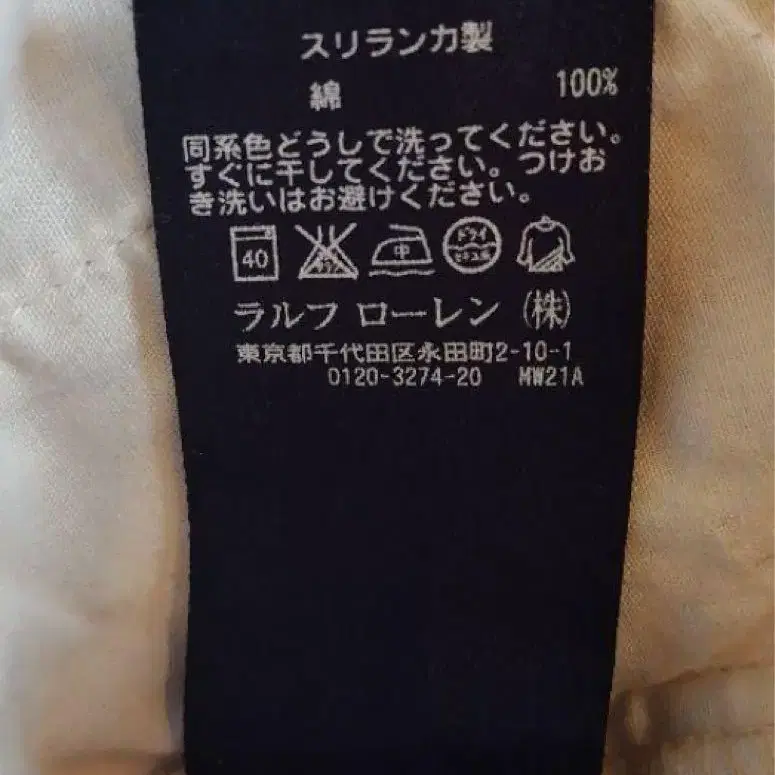 スリランカ製
綿 100%
同系色どうしで洗ってください。
すぐに干してください。つけお
き洗いはお避けください。
40 中 ドライ
ラルフ ローレン (株)
東京都千代田区永田町2-10-1
0120-3274-20 MW21A